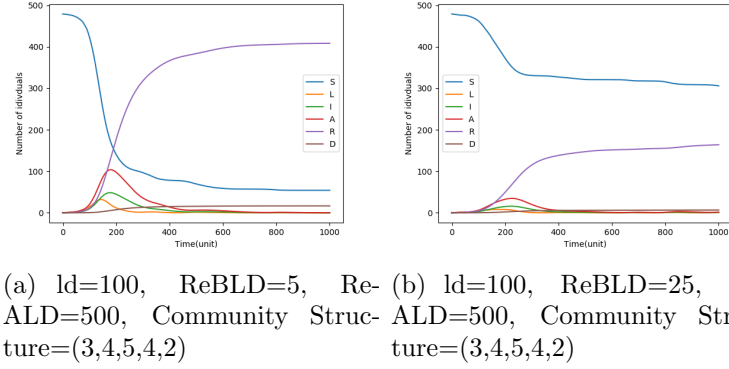 500
400
300
200
100
0
Number of idivduals
S
L
I
A
R
D
0 200 400 600 800 1000
Time(unit)
500
400
300
200
100
0
Number of idivduals
S
L
I
A
R
D
0 200 400 600 800 1000
Time(unit)
(a) ld=100, ReBLD=5, Re-
ALD=500, Community Struc-
ture=(3,4,5,4,2)
(b) ld=100, ReBLD=25,
ALD=500, Community Str
ture=(3,4,5,4,2)